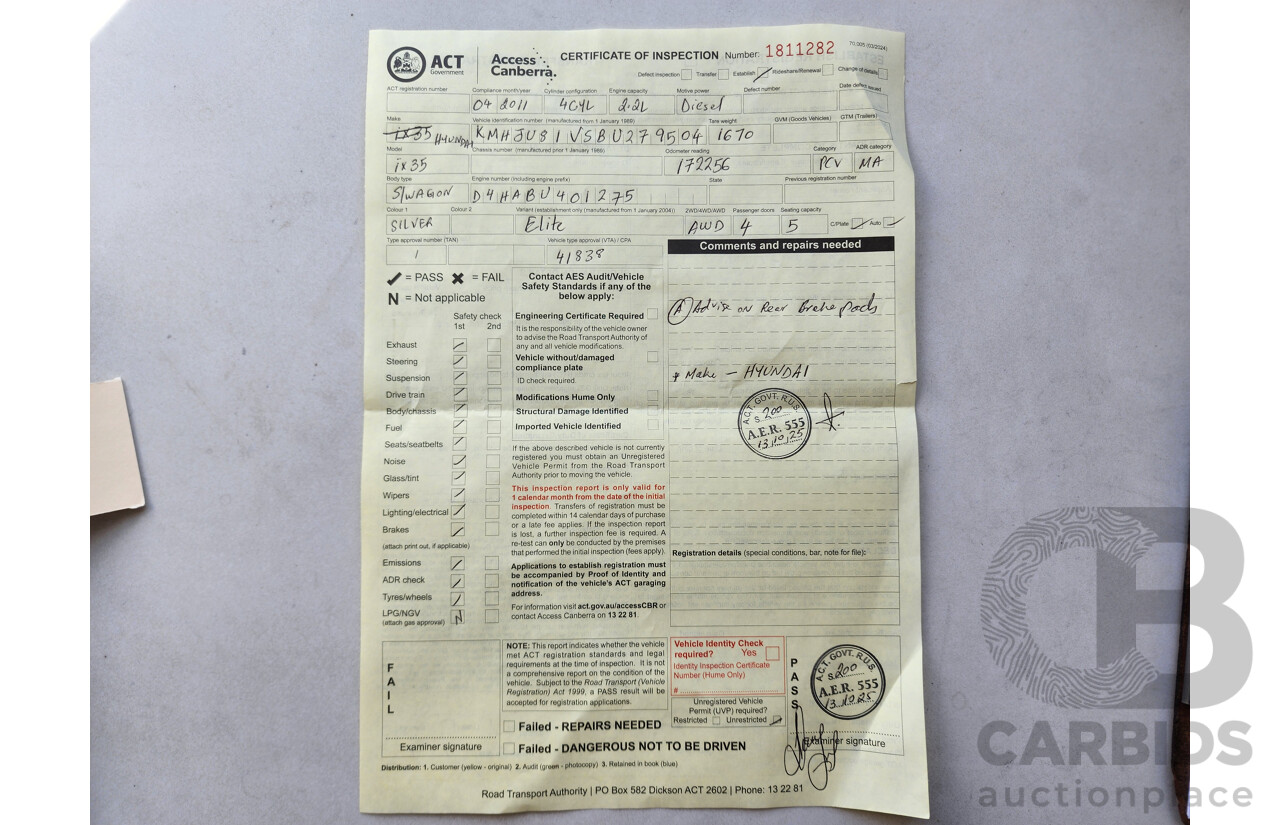 ACT Government
Access Canberra.
CERTIFICATE OF INSPECTION Number: 1811282
70.005 (03/2024)
Defect inspection Transfer Establish Rideshare/Renewal Change of details
ACT registration number Compliance month/year Cylinder configuration Engine capacity Motive power Defect number Date defect issued
04 2011 4CYL 2.2L Diesel
Make Vehicle identification number (manufactured from 1 January 1989) Tare weight GVM (Goods Vehicles) GTM (Trailers)
ix35 HYUNDAI KMHJU81VSBU279504 1670
Model Chassis number (manufactured prior 1 January 1989) Odometer reading Category ADR category
ix35 172256 PCV MA
Body type Engine number (including engine prefix) State Previous registration number
S/WAGON D4HABU401275
Colour 1 Colour 2 Variant (establishment only (manufactured from 1 January 2004)) 2WD/4WD/AWD Passenger doors Seating capacity
SILVER Elite AWD 4 5 C/Plate Auto
Type approval number (TAN) Vehicle type approval (VTA) / CPA
/ 41838
Comments and repairs needed
✓ = PASS ✖ = FAIL
N = Not applicable
Safety check
1st 2nd
Exhaust
Steering
Suspension
Drive train
Body/chassis
Fuel
Seats/seatbelts
Noise
Glass/tint
Wipers
Lighting/electrical
Brakes
(attach print out, if applicable)
Emissions
ADR check
Tyres/wheels
LPG/NGV N
(attach gas approval)
Contact AES Audit/Vehicle
Safety Standards if any of the
below apply:
Engineering Certificate Required
It is the responsibility of the vehicle owner
to advise the Road Transport Authority of
any and all vehicle modifications.
Vehicle without/damaged
compliance plate
ID check required.
Modifications Hume Only
Structural Damage Identified
Imported Vehicle Identified
If the above described vehicle is not currently
registered you must obtain an Unregistered
Vehicle Permit from the Road Transport
Authority prior to moving the vehicle.
This inspection report is only valid for
1 calendar month from the date of the initial
inspection. Transfers of registration must be
completed within 14 calendar days of purchase
or a late fee applies. If the inspection report
is lost, a further inspection fee is required. A
re-test can only be conducted by the premises
that performed the initial inspection (fees apply).
Applications to establish registration must
be accompanied by Proof of Identity and
notification of the vehicle's ACT garaging
address.
For information visit act.gov.au/accessCBR or
contact Access Canberra on 13 22 81.
(A) Advise on Rear Brake pads
* Make - HYUNDAI
A.C.T. GOVT. R.U.S.
S 200
A.E.R. 555
13.10.25
Registration details (special conditions, bar, note for file):
FAIL
Examiner signature
NOTE: This report indicates whether the vehicle
met ACT registration standards and legal
requirements at the time of inspection. It is not
a comprehensive report on the condition of the
vehicle. Subject to the Road Transport (Vehicle
Registration) Act 1999, a PASS result will be
accepted for registration applications.
Failed - REPAIRS NEEDED
Failed - DANGEROUS NOT TO BE DRIVEN
Vehicle Identity Check
required? Yes
Identity Inspection Certificate
Number (Hume Only)
#
Unregistered Vehicle
Permit (UVP) required?
Restricted Unrestricted
PASS
A.C.T. GOVT. R.U.S.
S 200
A.E.R. 555
13.10.25
Examiner signature
Distribution: 1. Customer (yellow - original) 2. Audit (green - photocopy) 3. Retained in book (blue)
Road Transport Authority | PO Box 582 Dickson ACT 2602 | Phone: 13 22 81
CB
CARBIDS
auctionplace